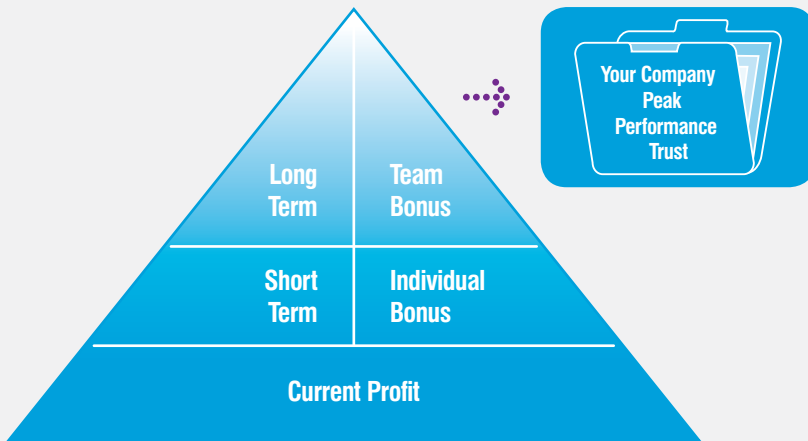 Your Company
Peak
Performance
Trust
Long
Term
Team
Bonus
Short
Term
Individual
Bonus
Current Profit